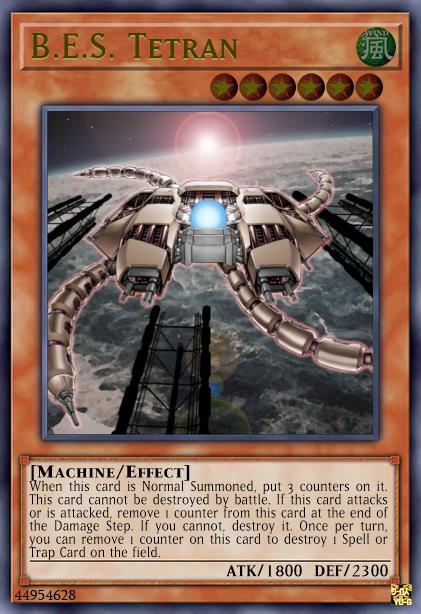 B.E.S. Tetran
WIND
風
[Machine/Effect]
When this card is Normal Summoned, put 3 counters on it.
This card cannot be destroyed by battle. If this card attacks
or is attacked, remove 1 counter from this card at the end of
the Damage Step. If you cannot, destroy it. Once per turn,
you can remove 1 counter on this card to destroy 1 Spell or
Trap Card on the field.
ATK/1800 DEF/2300
44954628